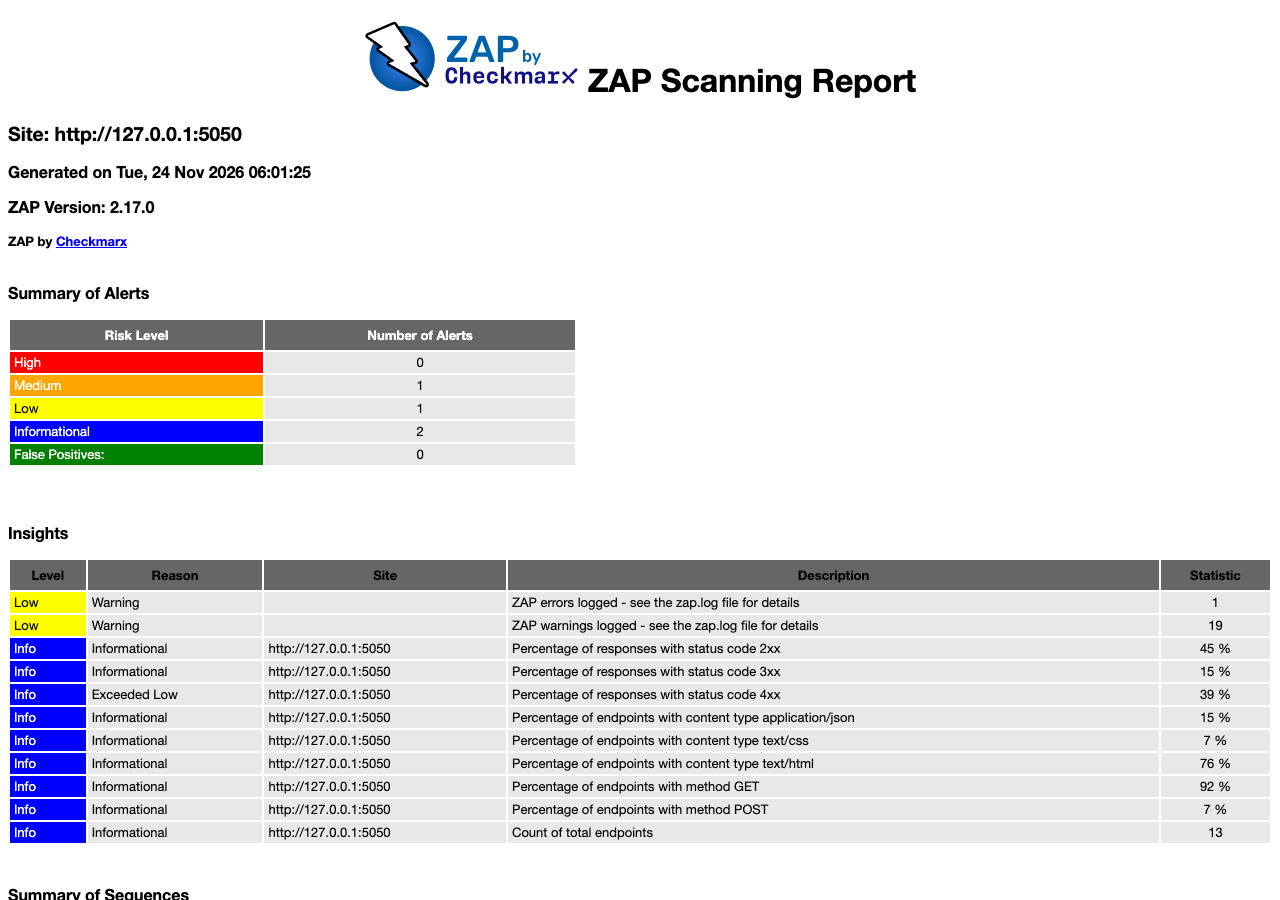 ZAP by
Checkmarx ZAP Scanning Report
Site: http://127.0.0.1:5050
Generated on Tue, 24 Nov 2026 06:01:25
ZAP Version: 2.17.0
ZAP by Checkmarx
Summary of Alerts
Risk Level Number of Alerts
High 0
Medium 1
Low 1
Informational 2
False Positives: 0
Insights
Level Reason Site Description Statistic
Low Warning ZAP errors logged - see the zap.log file for details 1
Low Warning ZAP warnings logged - see the zap.log file for details 19
Info Informational http://127.0.0.1:5050 Percentage of responses with status code 2xx 45 %
Info Informational http://127.0.0.1:5050 Percentage of responses with status code 3xx 15 %
Info Exceeded Low http://127.0.0.1:5050 Percentage of responses with status code 4xx 39 %
Info Informational http://127.0.0.1:5050 Percentage of endpoints with content type application/json 15 %
Info Informational http://127.0.0.1:5050 Percentage of endpoints with content type text/css 7 %
Info Informational http://127.0.0.1:5050 Percentage of endpoints with content type text/html 76 %
Info Informational http://127.0.0.1:5050 Percentage of endpoints with method GET 92 %
Info Informational http://127.0.0.1:5050 Percentage of endpoints with method POST 7 %
Info Informational http://127.0.0.1:5050 Count of total endpoints 13
Summary of Sequences